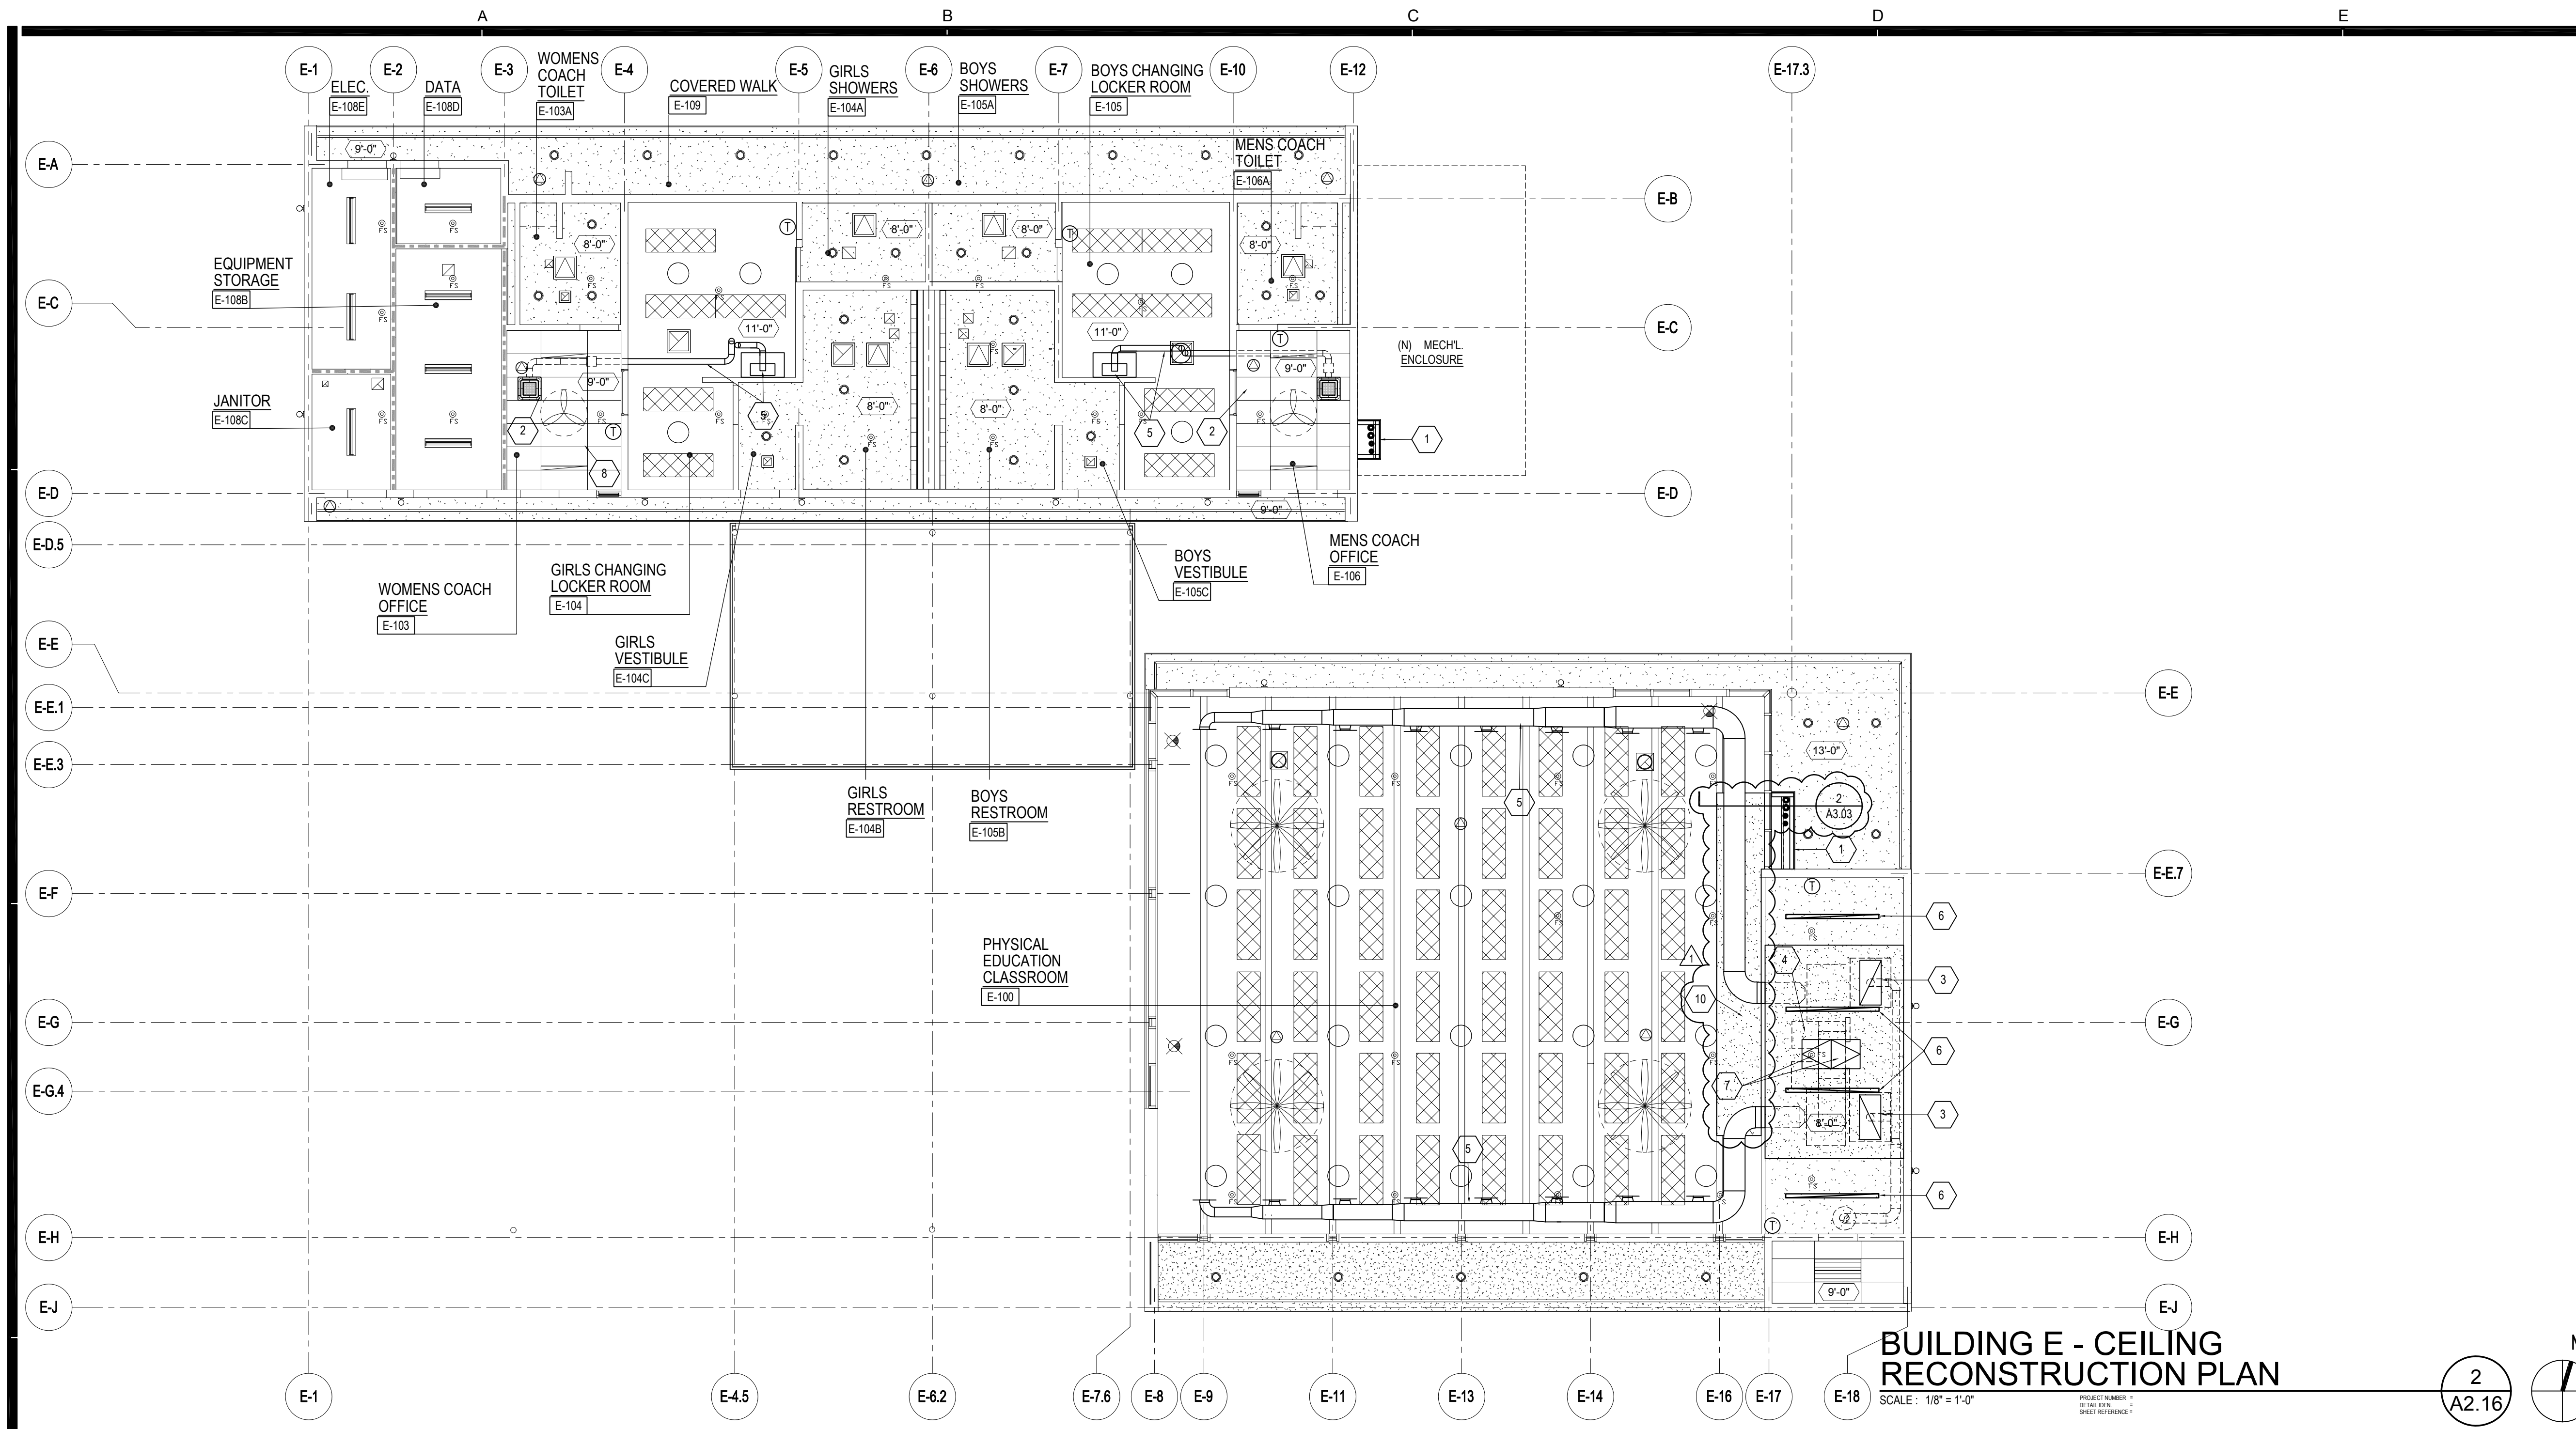 A
B
C
D
E
E-1
E-2
E-3
E-4
E-5
E-6
E-7
E-10
E-12
E-17.3
ELEC.
E-108E
DATA
E-108D
WOMENS
COACH
TOILET
E-103A
COVERED WALK
E-109
GIRLS
SHOWERS
E-104A
BOYS
SHOWERS
E-105A
BOYS CHANGING
LOCKER ROOM
E-105
MENS COACH
TOILET
E-106A
E-A
9'-0"
E-B
8'-0"
8'-0"
8'-0"
8'-0"
T
T
FS
EQUIPMENT
STORAGE
E-108B
E-C
E-C
11'-0"
11'-0"
T
(N) MECH'L.
ENCLOSURE
9'-0"
9'-0"
JANITOR
E-108C
8'-0"
8'-0"
2
T
5
5
2
1
8
E-D
E-D
9'-0"
E-D.5
WOMENS COACH
OFFICE
E-103
GIRLS CHANGING
LOCKER ROOM
E-104
BOYS
VESTIBULE
E-105C
MENS COACH
OFFICE
E-106
E-E
GIRLS
VESTIBULE
E-104C
E-E
E-E.1
E-E.3
13'-0"
GIRLS
RESTROOM
E-104B
BOYS
RESTROOM
E-105B
5
2
A3.03
1
E-F
E-E.7
T
6
PHYSICAL
EDUCATION
CLASSROOM
E-100
1
4
3
10
E-G
E-G
6
7
E-G.4
8'-0"
3
5
6
T
E-H
E-H
9'-0"
E-J
E-J
BUILDING E - CEILING
RECONSTRUCTION PLAN
SCALE : 1/8" = 1'-0"
PROJECT NUMBER =
DETAIL IDEN. =
SHEET REFERENCE =
2
A2.16
E-1
E-4.5
E-6.2
E-7.6
E-8
E-9
E-11
E-13
E-14
E-16
E-17
E-18